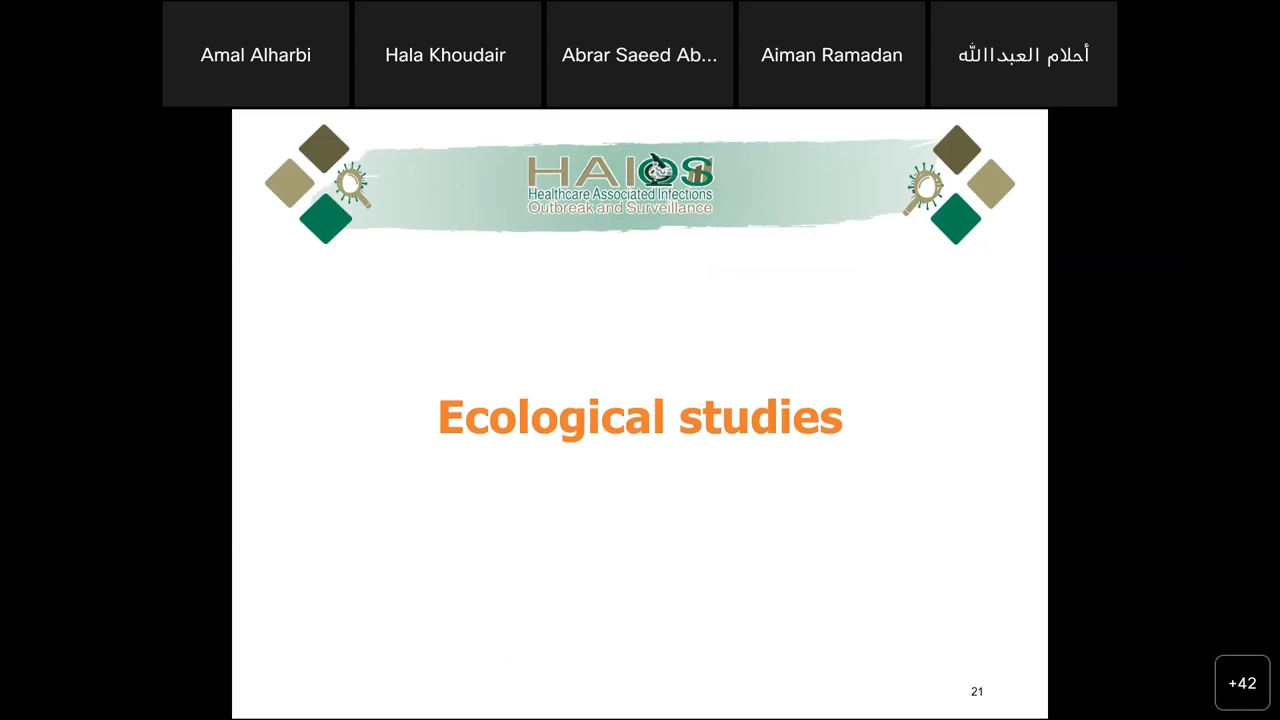 Amal Alharbi
Hala Khoudair
Abrar Saeed Ab...
Aiman Ramadan
أحلام العبداالله
HAIOS
Healthcare Associated Infections
Outbreak and Surveillance
Ecological studies
21
+42